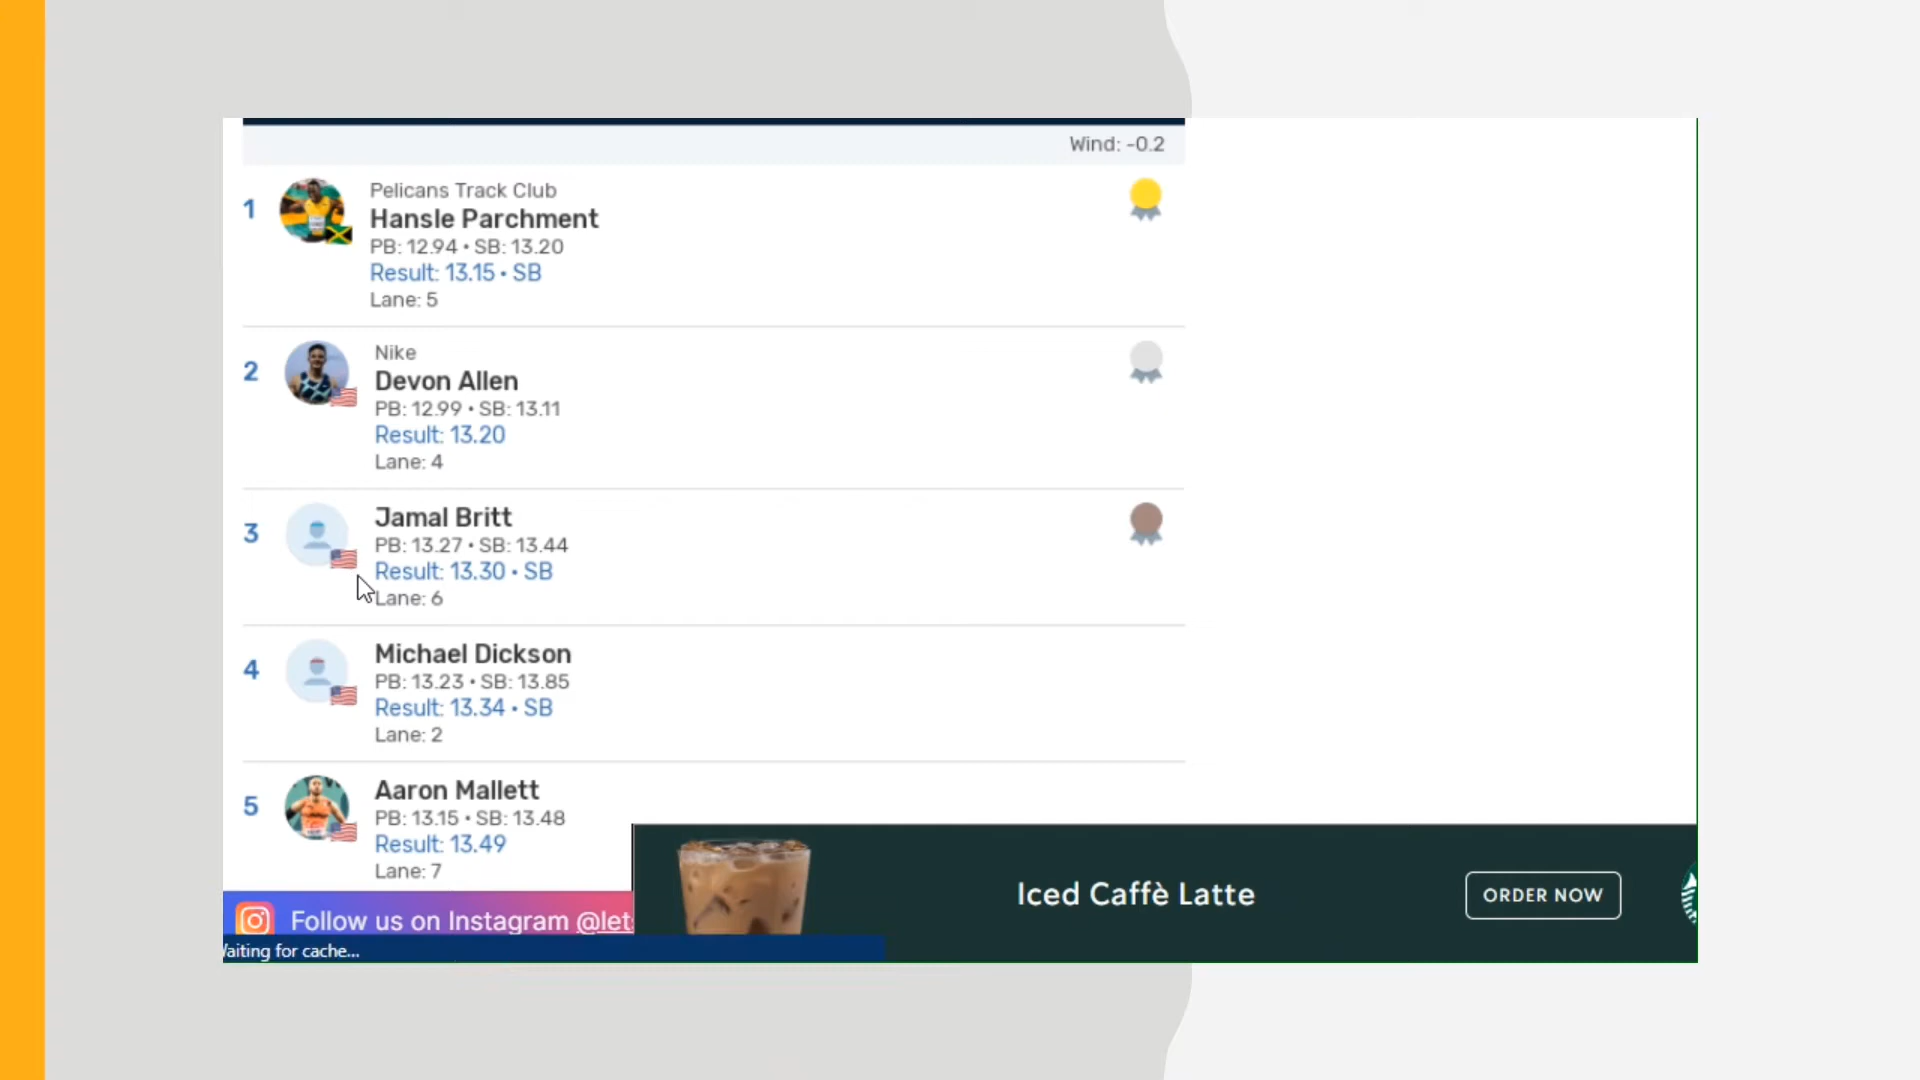 Wind: -0.2
1
Pelicans Track Club
Hansle Parchment
PB: 12.94 • SB: 13.20
Result: 13.15 • SB
Lane: 5
2
Nike
Devon Allen
PB: 12.99 • SB: 13.11
Result: 13.20
Lane: 4
3
Jamal Britt
PB: 13.27 • SB: 13.44
Result: 13.30 • SB
Lane: 6
4
Michael Dickson
PB: 13.23 • SB: 13.85
Result: 13.34 • SB
Lane: 2
5
Aaron Mallett
PB: 13.15 • SB: 13.48
Result: 13.49
Lane: 7
Follow us on Instagram @let
Iced Caffè Latte
ORDER NOW
aiting for cache...